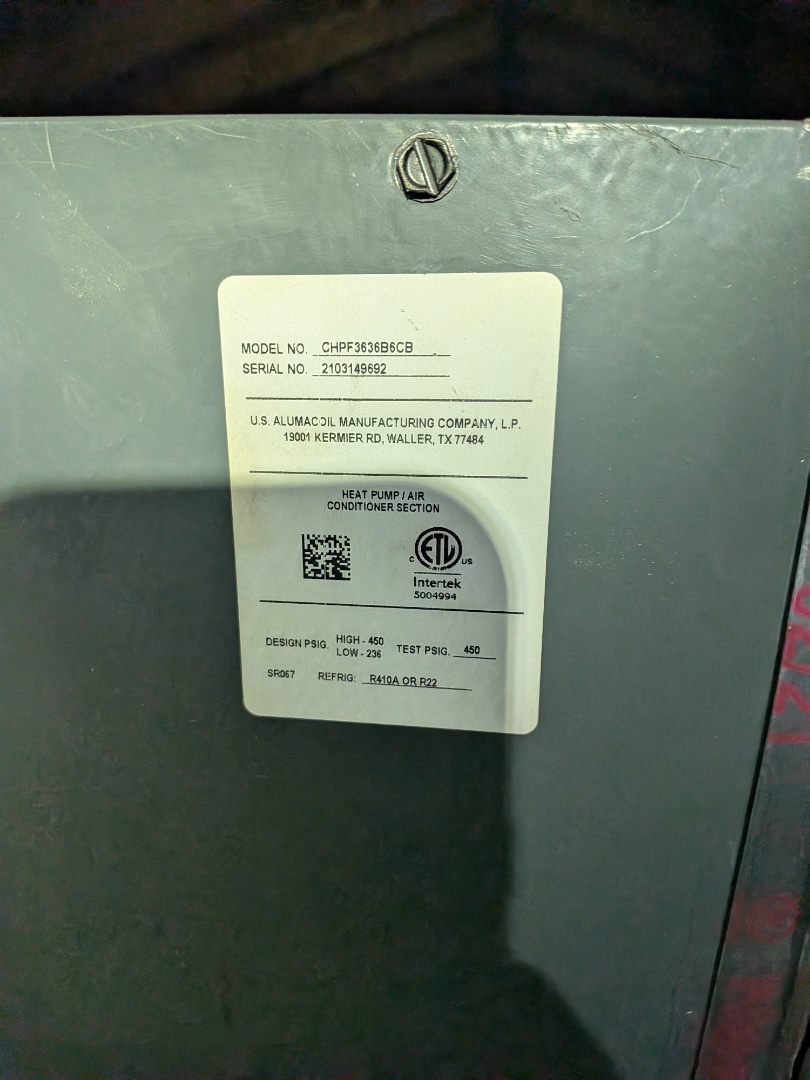 MODEL NO. CHPF3636B6CB
SERIAL NO. 2103149692
U.S. ALUMACOIL MANUFACTURING COMPANY, L.P.
19001 KERMIER RD, WALLER, TX 77484
HEAT PUMP / AIR
CONDITIONER SECTION
C ETL US
Intertek
5004994
DESIGN PSIG. HIGH - 450 TEST PSIG. 450
LOW - 236
SR067 REFRIG: R410A OR R22